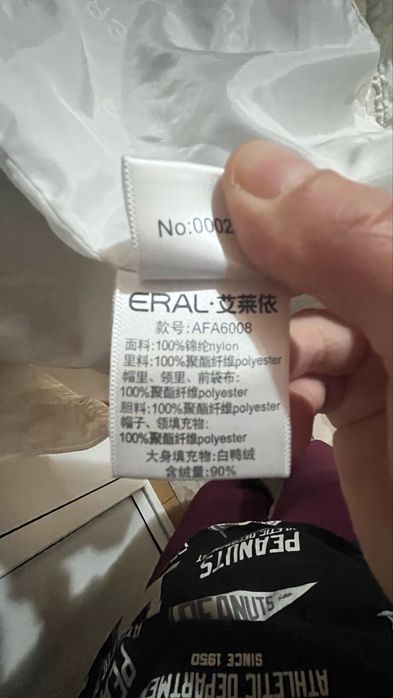 No:0002
ERAL·艾莱依
款号:AFA6008
面料:100%锦纶nylon
里料:100%聚酯纤维polyester
帽里、领里、前袋布:
100%聚酯纤维polyester
胆料:100%聚酯纤维polyester
帽子、领填充物:
100%聚酯纤维polyester
大身填充物:白鸭绒
含绒量:90%
PEANUTS
ATHLETIC DEPARTMENT
SINCE 1950